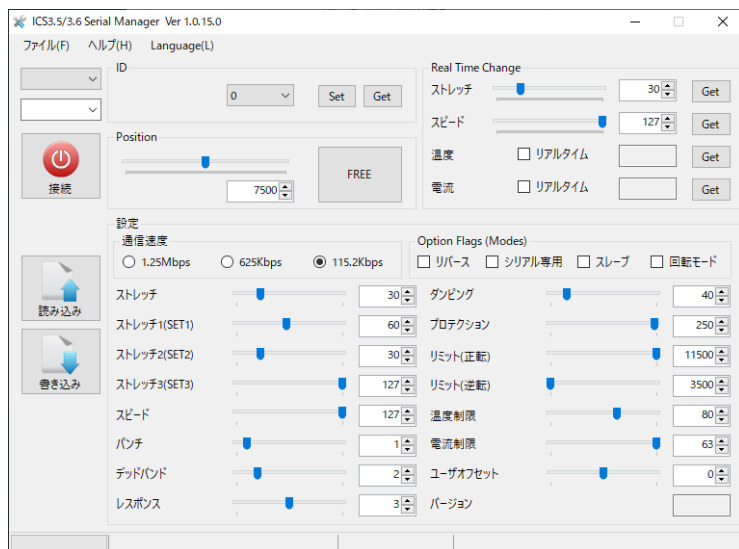 ICS3.5/3.6 Serial Manager Ver 1.0.15.0
ファイル(F) ヘルプ(H) Language(L)
ID
0 Set Get
接続
Position
7500 FREE
Real Time Change
ストレッチ 30 Get
スピード 127 Get
温度 リアルタイム Get
電流 リアルタイム Get
読み込み
書き込み
設定
通信速度
1.25Mbps 625Kbps 115.2Kbps
Option Flags (Modes)
リバース シリアル専用 スレーブ 回転モード
ストレッチ 30
ストレッチ1(SET1) 60
ストレッチ2(SET2) 30
ストレッチ3(SET3) 127
スピード 127
パンチ 1
デッドバンド 2
レスポンス 3
ダンピング 40
プロテクション 250
リミット(正転) 11500
リミット(逆転) 3500
温度制限 80
電流制限 63
ユーザオフセット 0
バージョン